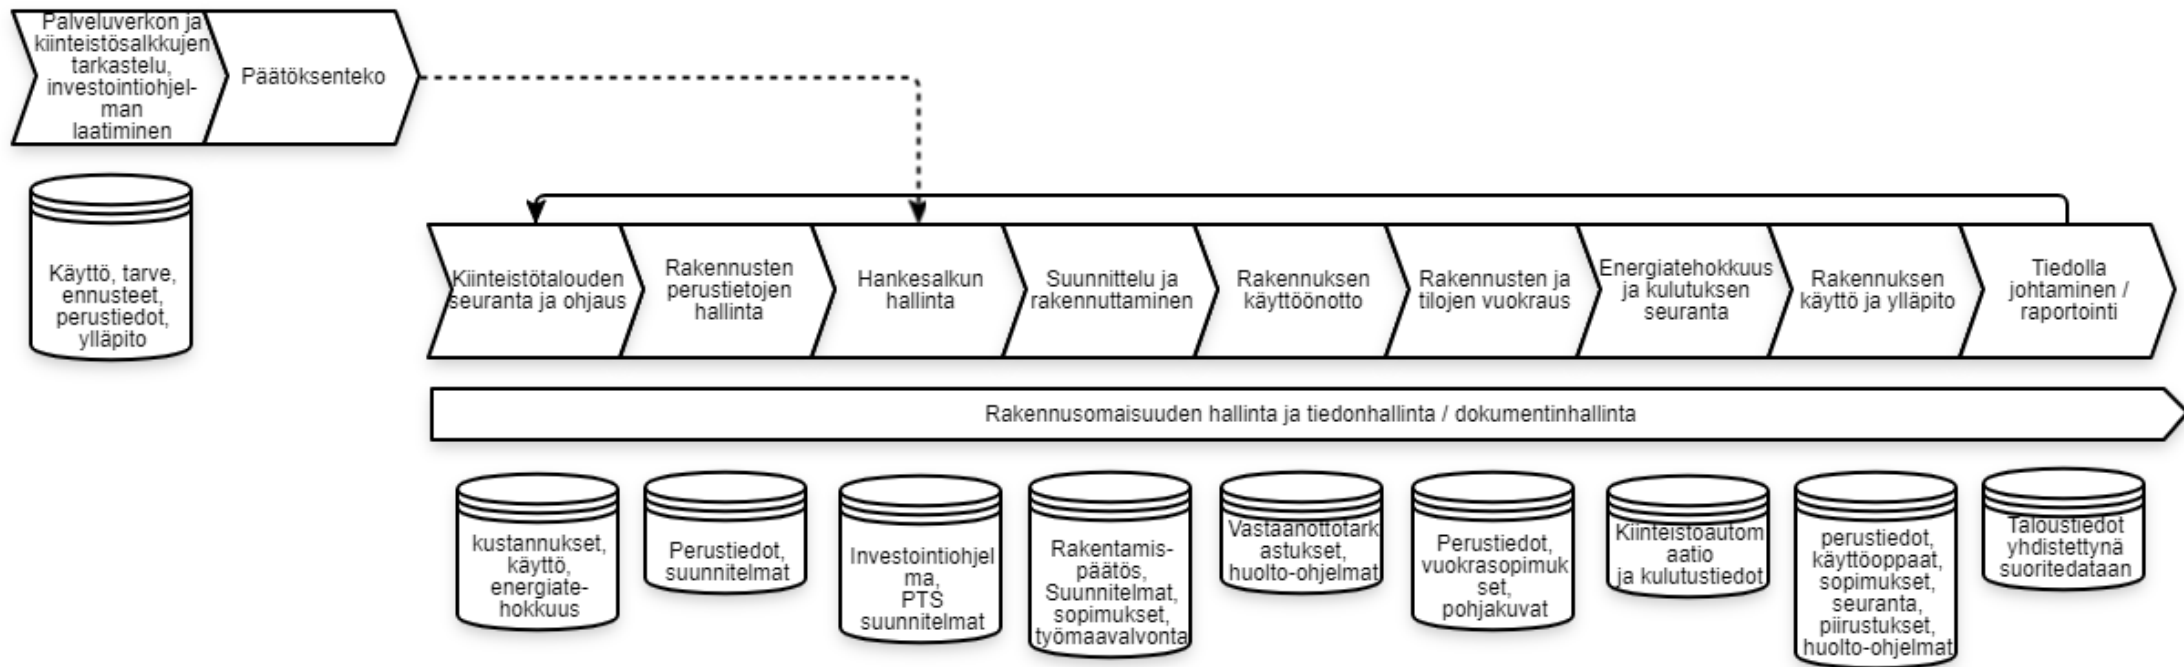 Palveluverkon ja
kiinteistösalkkujen
tarkastelu,
investointiohjel-
man
laatiminen
Päätöksenteko
Käyttö, tarve,
ennusteet,
perustiedot,
ylläpito
Kiinteistötalouden
seuranta ja ohjaus
Rakennusten
perustietojen
hallinta
Hankesalkun
hallinta
Suunnittelu ja
rakennuttaminen
Rakennuksen
käyttöönotto
Rakennusten ja
tilojen vuokraus
Energiatehokkuus
ja kulutuksen
seuranta
Rakennuksen
käyttö ja ylläpito
Tiedolla
johtaminen /
raportointi
Rakennusomaisuuden hallinta ja tiedonhallinta / dokumentinhallinta
kustannukset,
käyttö,
energiate-
hokkuus
Perustiedot,
suunnitelmat
Investointiohjel
ma,
PTS
suunnitelmat
Rakentamis-
päätös,
Suunnitelmat,
sopimukset,
työmaavalvonta
Vastaanottotark
astukset,
huolto-ohjelmat
Perustiedot,
vuokrasopimuk
set,
pohjakuvat
Kiinteistöautom
aatio
ja kulutustiedot
perustiedot,
käyttöoppaat,
sopimukset,
seuranta,
piirustukset,
huolto-ohjelmat
Taloustiedot
yhdistettynä
suoritedataan